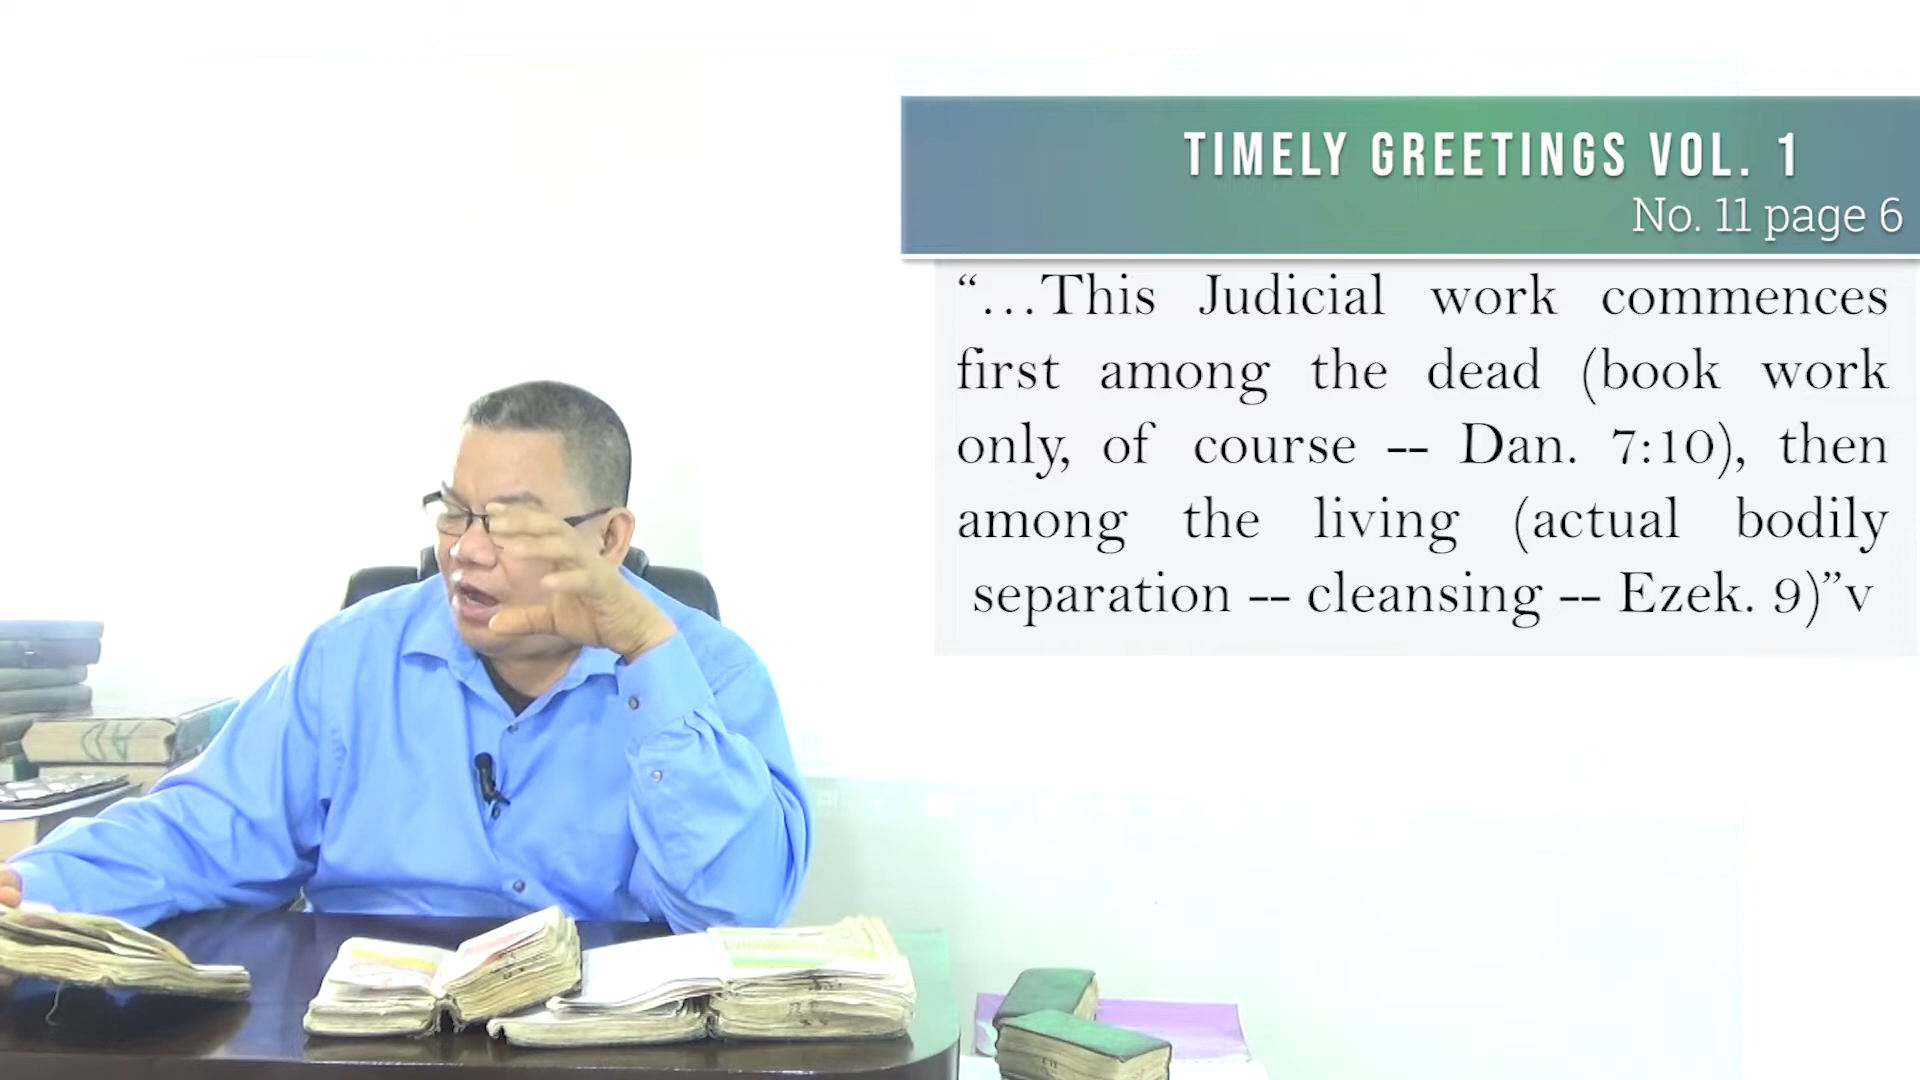 TIMELY GREETINGS VOL. 1
No. 11 page 6
“...This Judicial work commences
first among the dead (book work
only, of course -- Dan. 7:10), then
among the living (actual bodily
separation -- cleansing -- Ezek. 9)”v